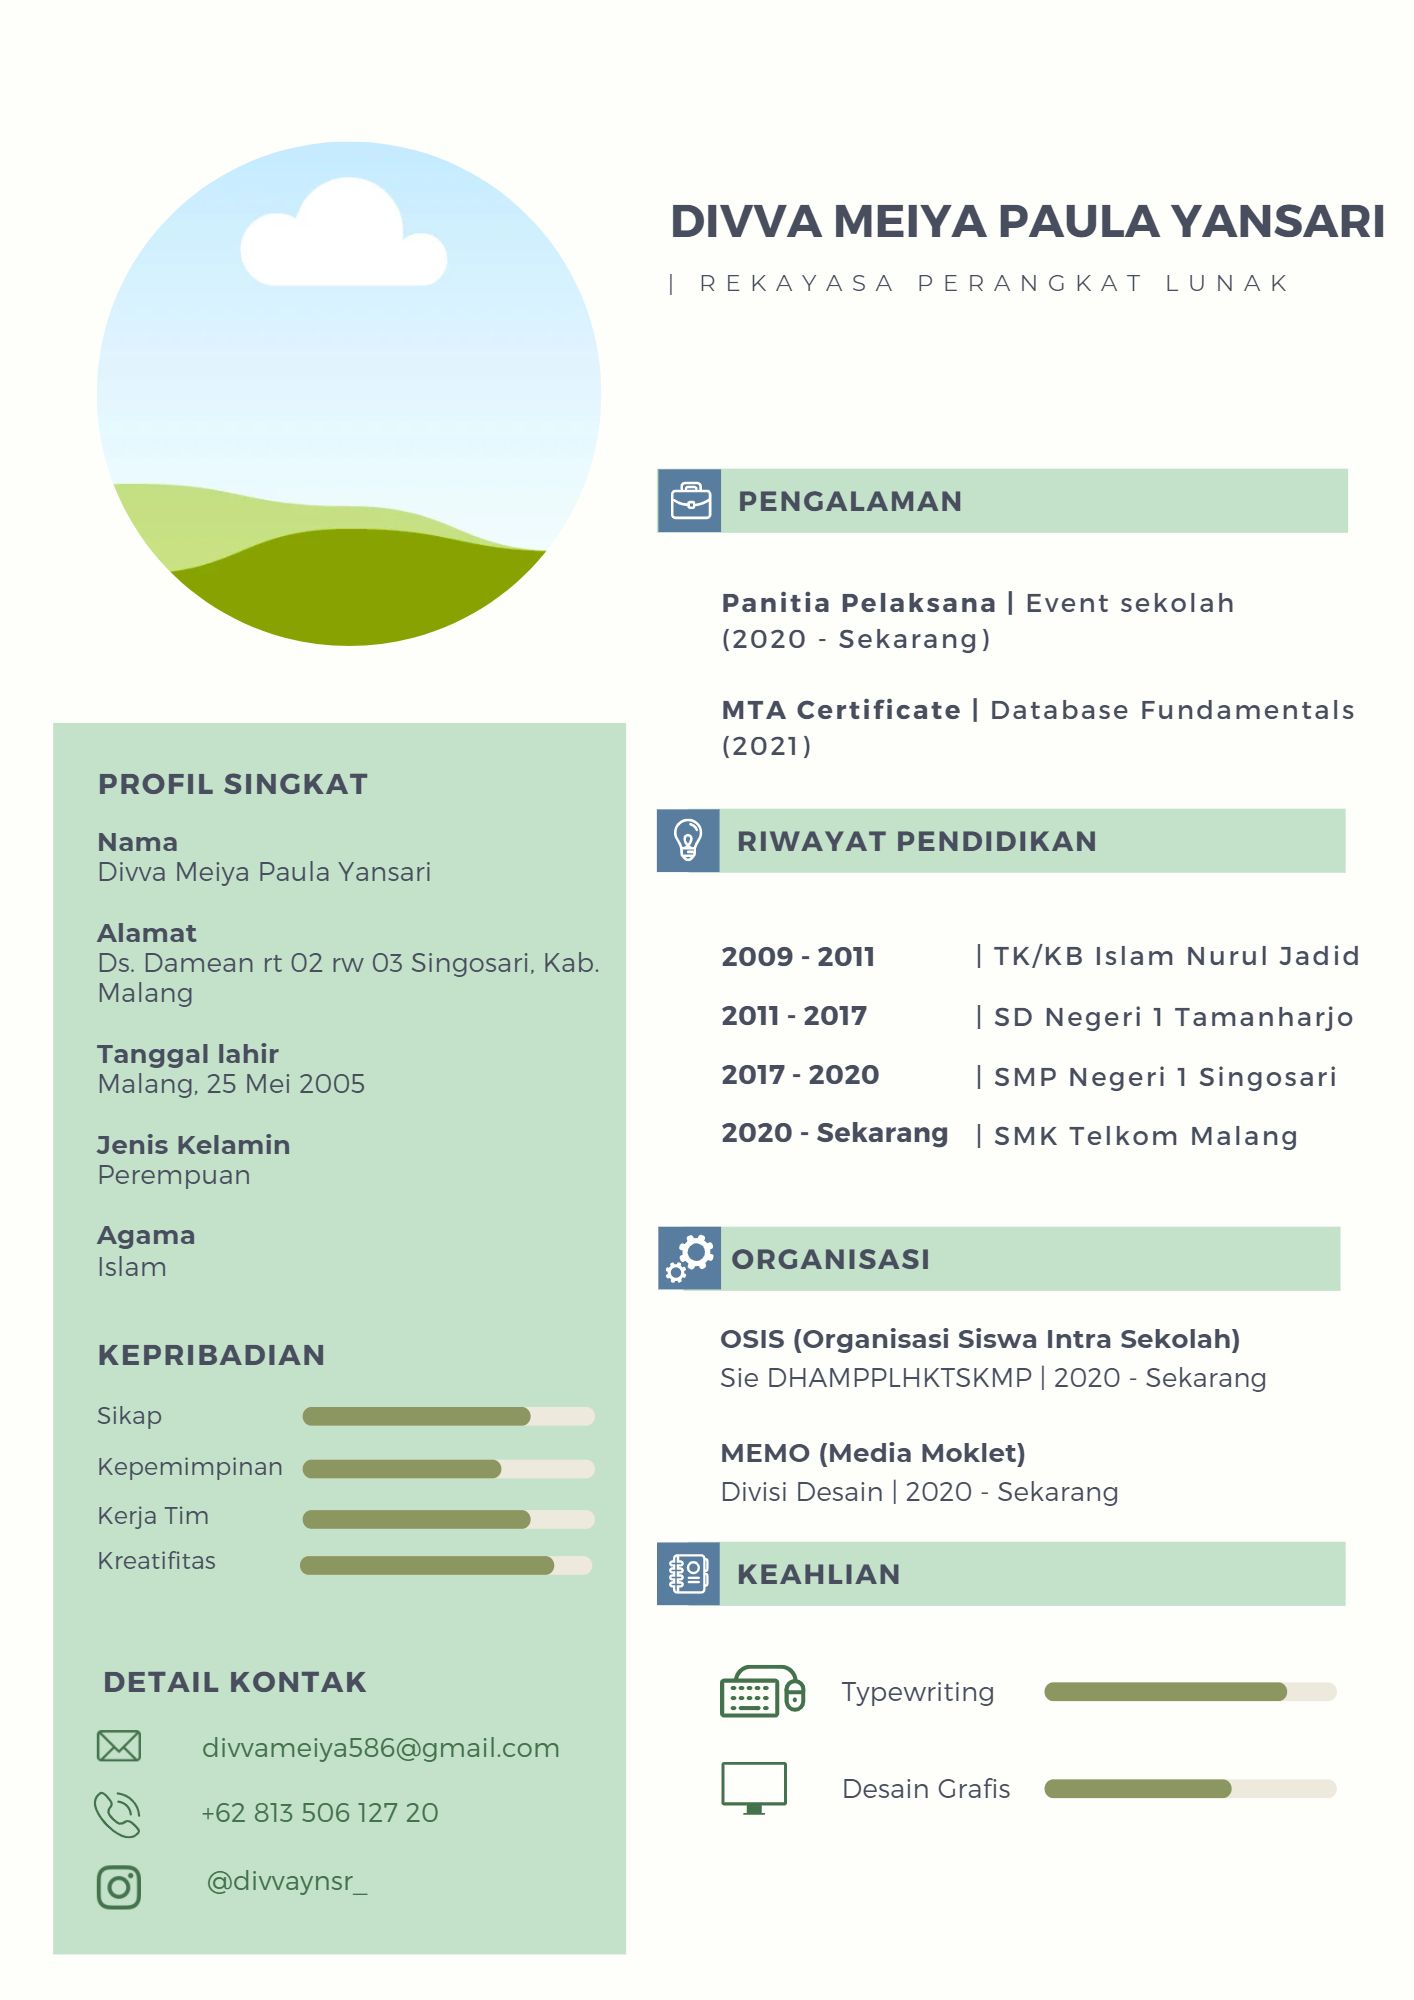 DIVVA MEIYA PAULA YANSARI
| REKAYASA PERANGKAT LUNAK
PROFIL SINGKAT
Nama
Divva Meiya Paula Yansari
Alamat
Ds. Damean rt 02 rw 03 Singosari, Kab.
Malang
Tanggal lahir
Malang, 25 Mei 2005
Jenis Kelamin
Perempuan
Agama
Islam
KEPRIBADIAN
Sikap
Kepemimpinan
Kerja Tim
Kreatifitas
DETAIL KONTAK
divvameiya586@gmail.com
+62 813 506 127 20
@divvaynsr_
PENGALAMAN
Panitia Pelaksana | Event sekolah
(2020 - Sekarang)
MTA Certificate | Database Fundamentals
(2021)
RIWAYAT PENDIDIKAN
2009 - 2011 | TK/KB Islam Nurul Jadid
2011 - 2017 | SD Negeri 1 Tamanharjo
2017 - 2020 | SMP Negeri 1 Singosari
2020 - Sekarang | SMK Telkom Malang
ORGANISASI
OSIS (Organisasi Siswa Intra Sekolah)
Sie DHAMPPLHKTSKMP | 2020 - Sekarang
MEMO (Media Moklet)
Divisi Desain | 2020 - Sekarang
KEAHLIAN
Typewriting
Desain Grafis